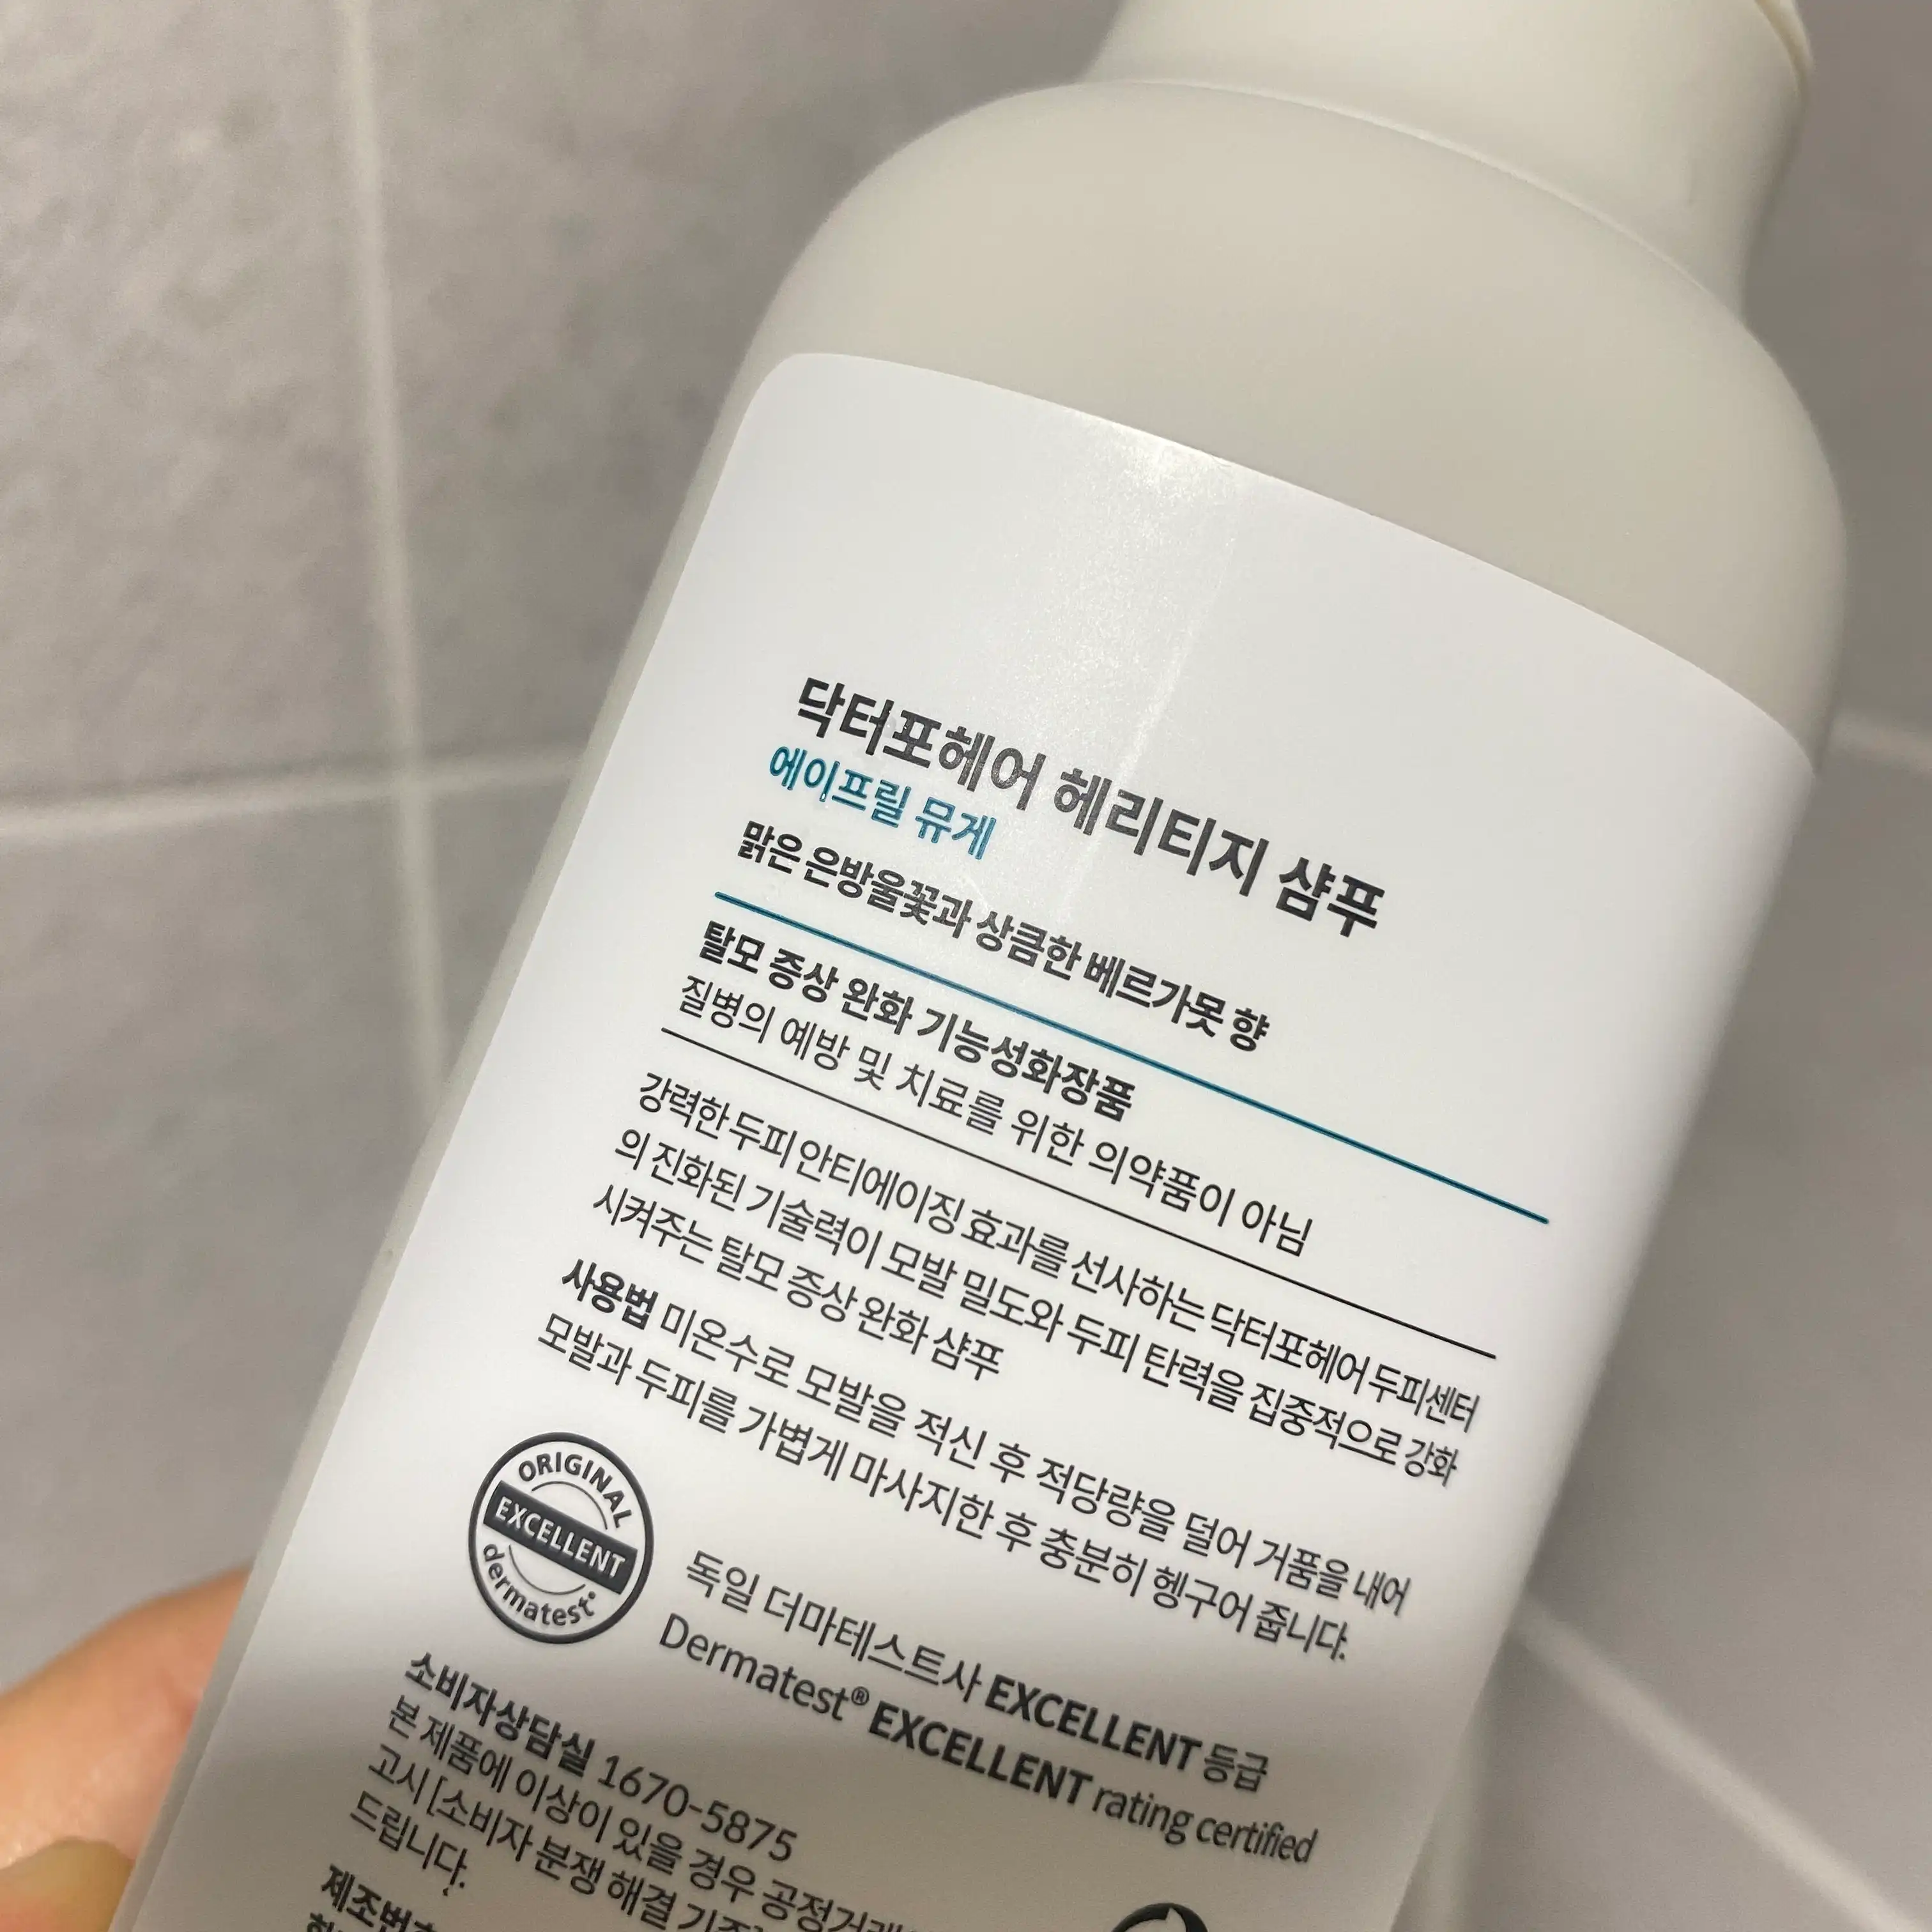 닥터포헤어 헤리티지 샴푸
에이프릴 뮤게
맑은 은방울꽃과 상큼한 베르가못 향
탈모 증상 완화 기능성화장품
질병의 예방 및 치료를 위한 의약품이 아님
강력한 두피 안티에이징 효과를 선사하는 닥터포헤어 두피센터
의 진화된 기술력이 모발 밀도와 두피 탄력을 집중적으로 강화
시켜주는 탈모 증상 완화 샴푸
사용법 미온수로 모발을 적신 후 적당량을 덜어 거품을 내어
모발과 두피를 가볍게 마사지한 후 충분히 헹구어 줍니다.
ORIGINAL
EXCELLENT
dermatest®
독일 더마테스트사 EXCELLENT 등급
Dermatest® EXCELLENT rating certified
소비자상담실 1670-5875
본 제품에 이상이 있을 경우 공정거래
고시 [소비자 분쟁 해결 기준]
드립니다.